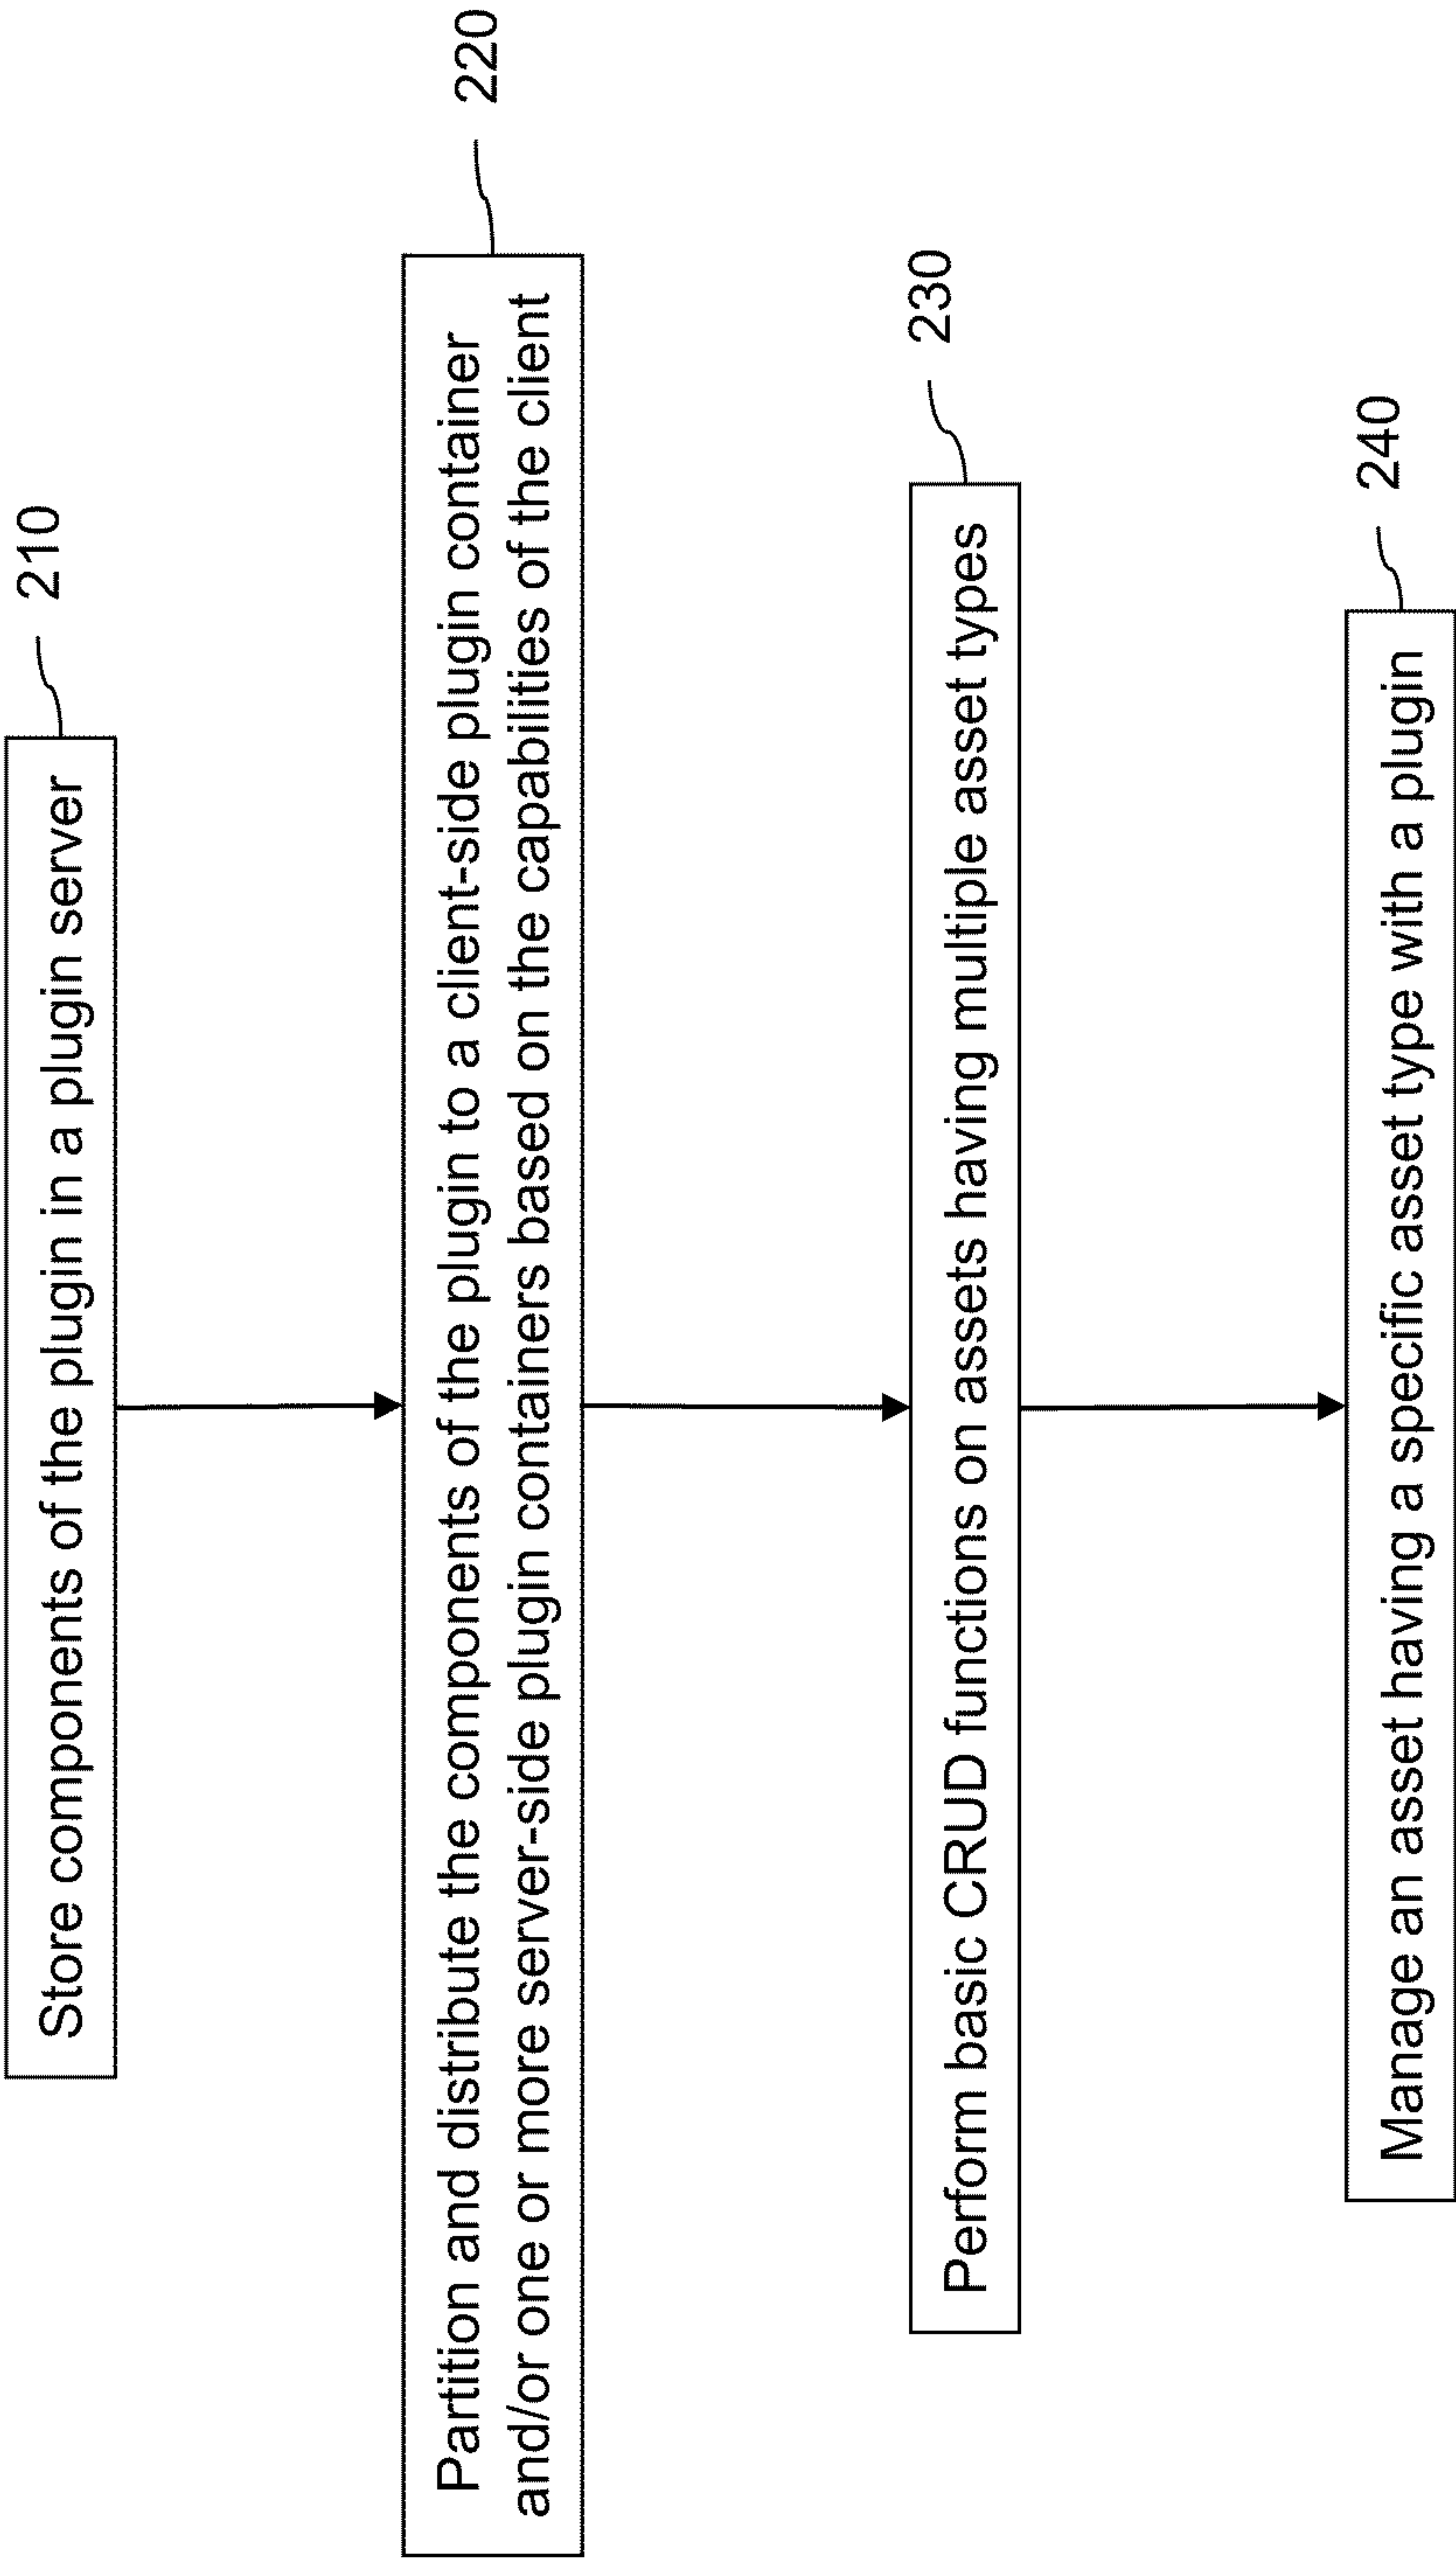 Store components of the plugin in a plugin server
210
Partition and distribute the components of the plugin to a client-side plugin container
and/or one or more server-side plugin containers based on the capabilities of the client
220
Perform basic CRUD functions on assets having multiple asset types
230
Manage an asset having a specific asset type with a plugin
240